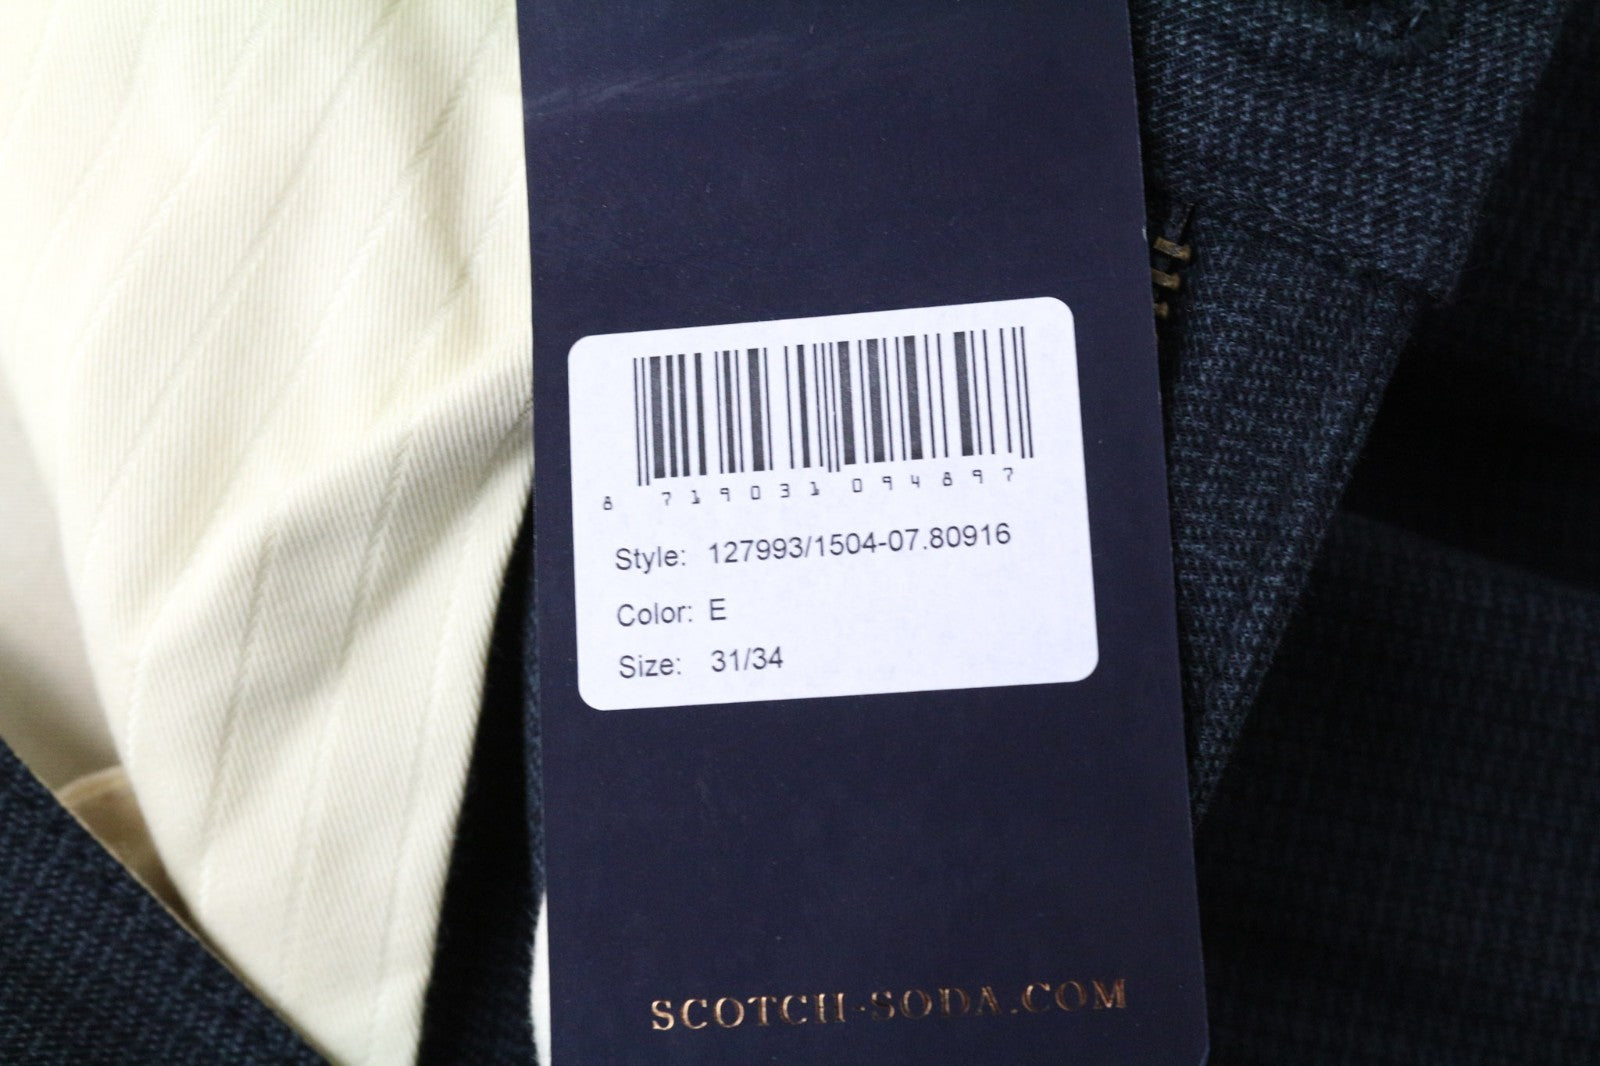 8 719031 094897
Style: 127993/1504-07.80916
Color: E
Size: 31/34
SCOTCH-SODA.COM